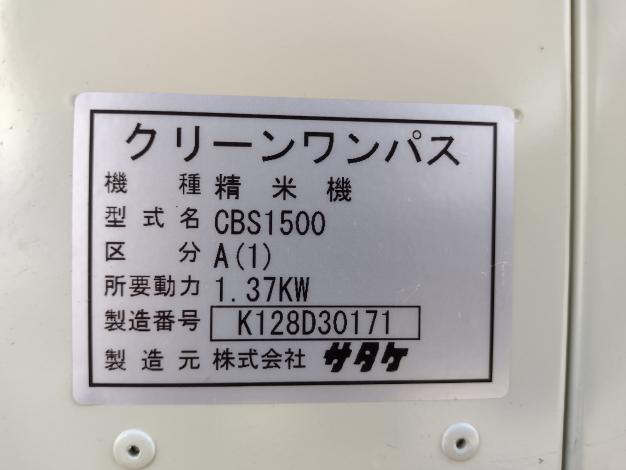 クリーンワンパス
機種 精米機
型式名 CBS1500
区分 A(1)
所要動力 1.37KW
製造番号 K128D30171
製造元 株式会社 サタケ